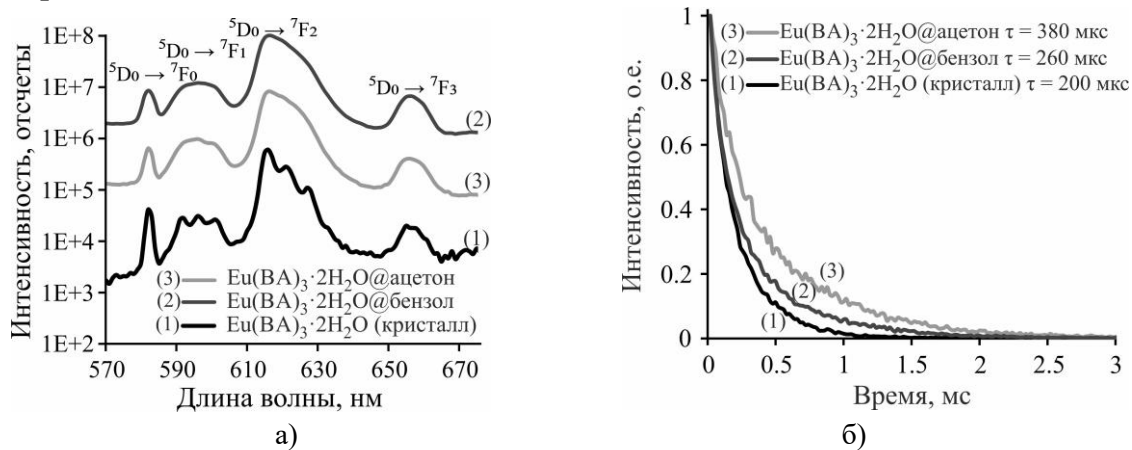 ⁵D₀ → ⁷F₂
⁵D₀ → ⁷F₁
⁵D₀ → ⁷F₀
⁵D₀ → ⁷F₃
Интенсивность, отсчеты
1E+8
1E+7
1E+6
1E+5
1E+4
1E+3
1E+2
(2)
(3)
(1)
(3) Eu(BA)₃·2H₂O@ацетон
(2) Eu(BA)₃·2H₂O@бензол
(1) Eu(BA)₃·2H₂O (кристалл)
570 590 610 630 650 670
Длина волны, нм
а)
Интенсивность, о.е.
1
0.8
0.6
0.4
0.2
0
(3) Eu(BA)₃·2H₂O@ацетон τ = 380 мкс
(2) Eu(BA)₃·2H₂O@бензол τ = 260 мкс
(1) Eu(BA)₃·2H₂O (кристалл) τ = 200 мкс
(3)
(2)
(1)
0 0.5 1 1.5 2 2.5 3
Время, мс
б)